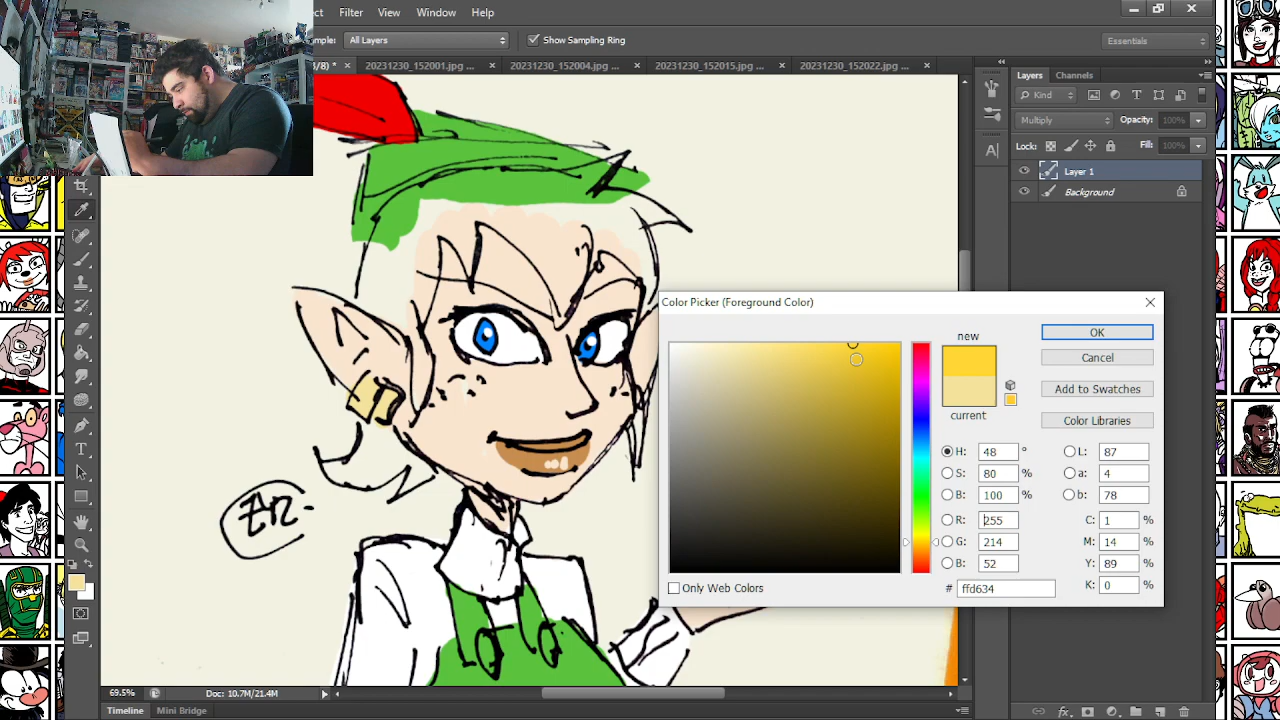 ct Filter View Window Help
mple: All Layers Show Sampling Ring Essentials
/8) * × 20231230_152001.jpg ... × 20231230_152004.jpg ... × 20231230_152015.jpg ... × 20231230_152022.jpg ... ×
Layers Channels
Kind
Multiply Opacity: 100%
Lock: Fill: 100%
Layer 1
Background
Color Picker (Foreground Color)
new
current
OK
Cancel
Add to Swatches
Color Libraries
H: 48 ° L: 87
S: 80 % a: 4
B: 100 % b: 78
R: 255 C: 1 %
G: 214 M: 14 %
B: 52 Y: 89 %
# ffd634 K: 0 %
Only Web Colors
69.5% Doc: 10.7M/21.4M
Timeline Mini Bridge